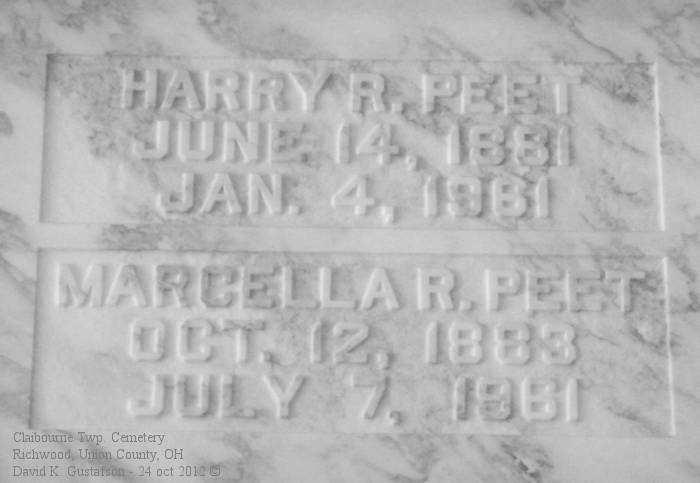 HARRY R. PEET
JUNE 14, 1881
JAN. 4, 1961
MARCELLA R. PEET
OCT. 12, 1883
JULY 7, 1961
Claibourne Twp. Cemetery
Richwood, Union County, OH
David K. Gustafson - 24 oct 2012 ©